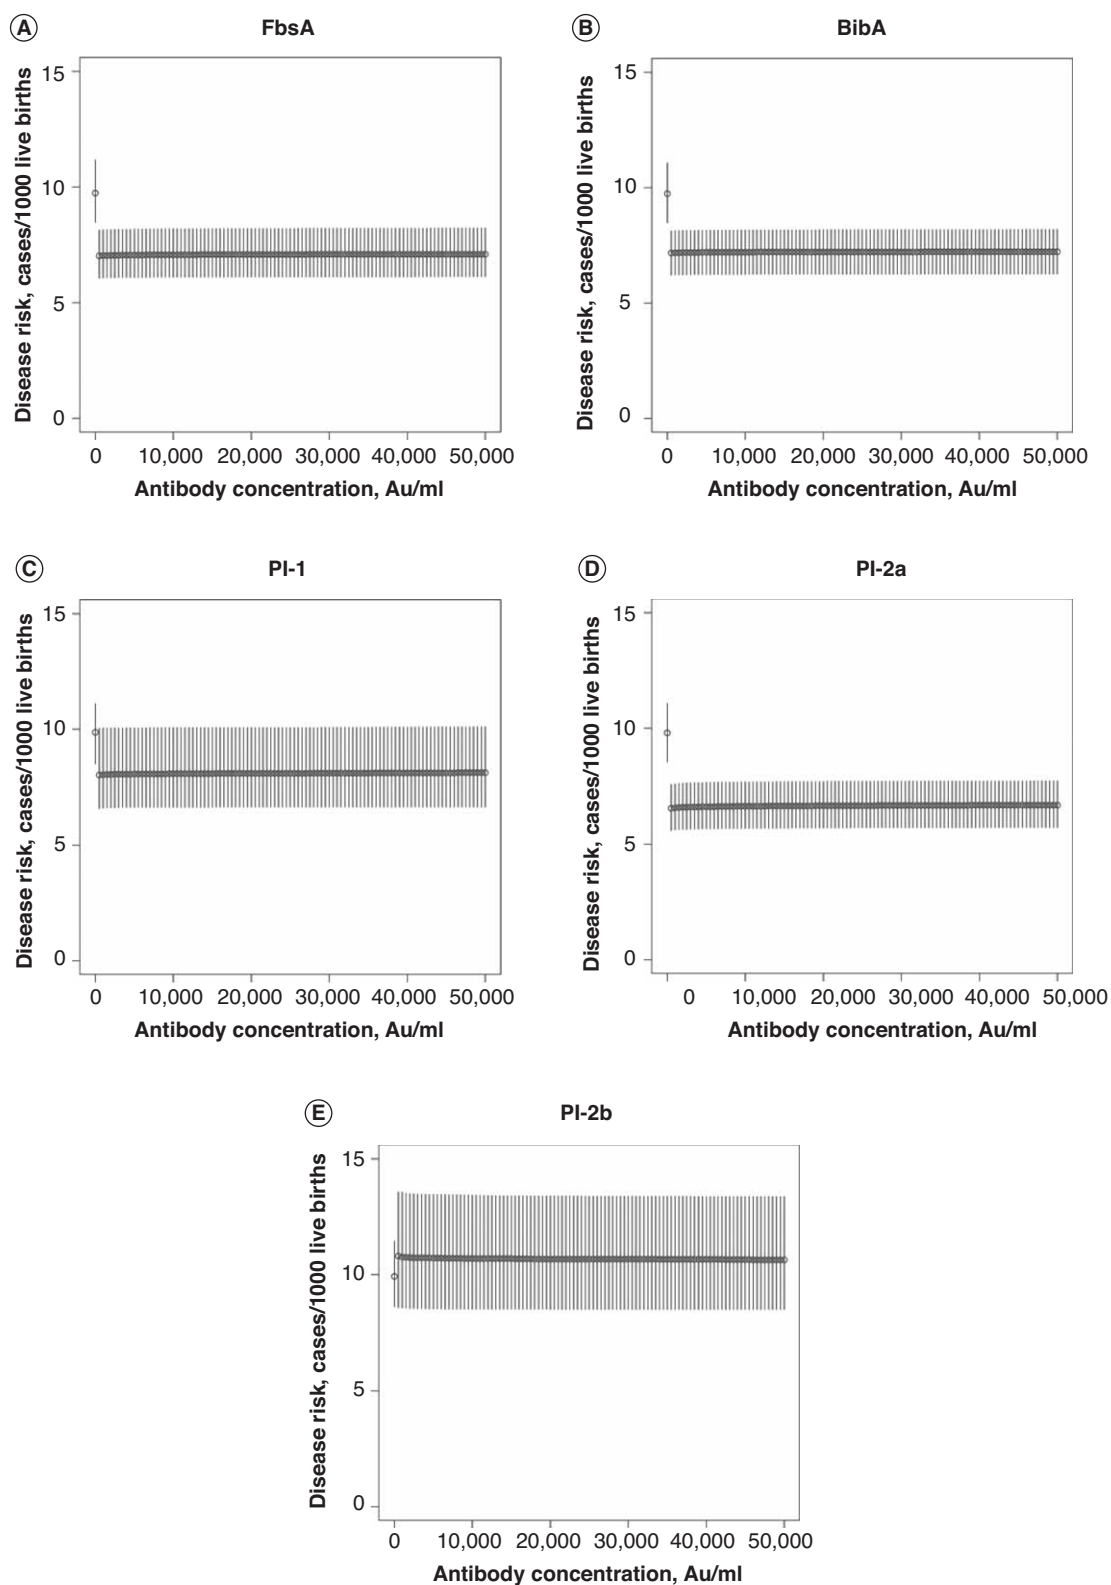 A FbsA
Disease risk, cases/1000 live births
15
10
5
0
0 10,000 20,000 30,000 40,000 50,000
Antibody concentration, Au/ml
B BibA
Disease risk, cases/1000 live births
15
10
5
0
0 10,000 20,000 30,000 40,000 50,000
Antibody concentration, Au/ml
C PI-1
Disease risk, cases/1000 live births
15
10
5
0
0 10,000 20,000 30,000 40,000 50,000
Antibody concentration, Au/ml
D PI-2a
Disease risk, cases/1000 live births
15
10
5
0
0 10,000 20,000 30,000 40,000 50,000
Antibody concentration, Au/ml
E PI-2b
Disease risk, cases/1000 live births
15
10
5
0
0 10,000 20,000 30,000 40,000 50,000
Antibody concentration, Au/ml